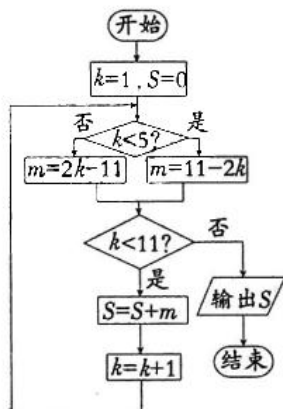 开始
k=1,S=0
否
是
k<5?
m=2k-11
m=11-2k
k<11?
否
是
S=S+m
输出S
k=k+1
结束